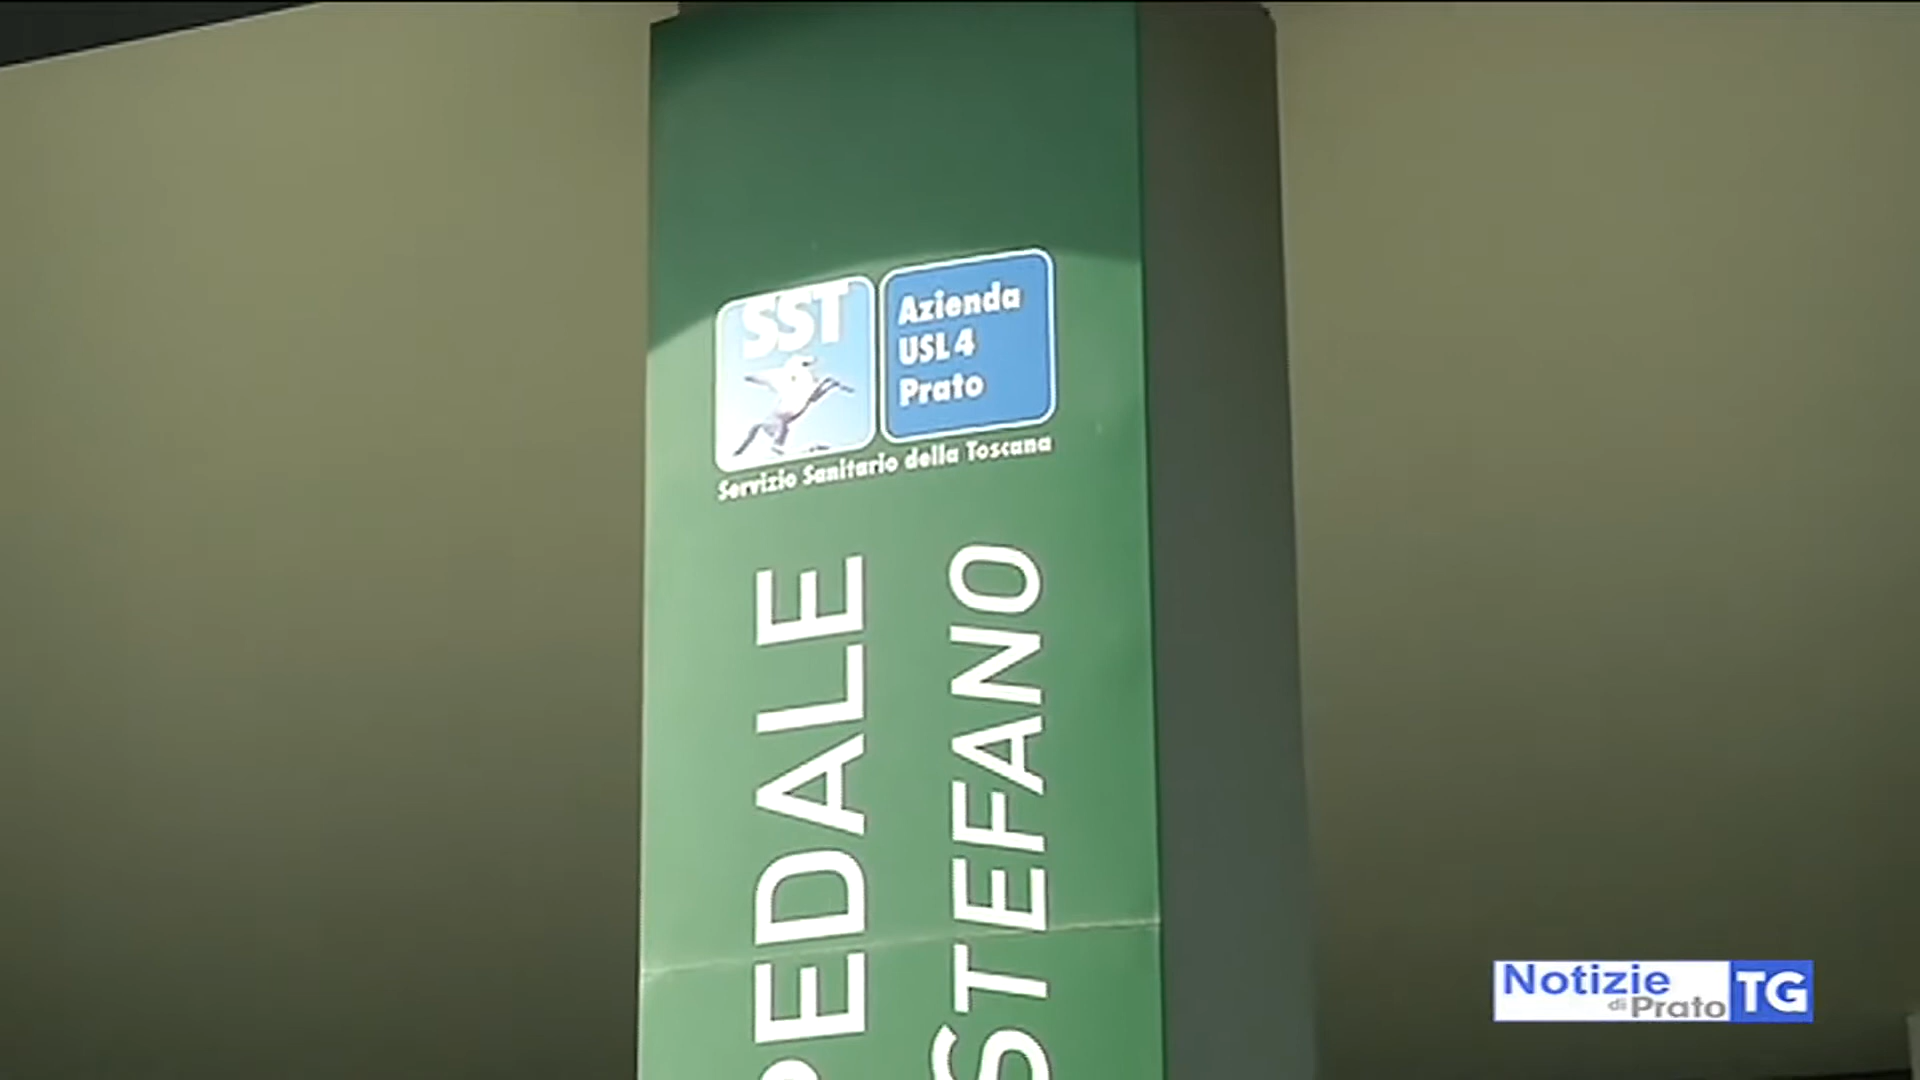 SST
Azienda
USL 4
Prato
Servizio Sanitario della Toscana
PEDALE
STEFANO
Notizie
di Prato
TG